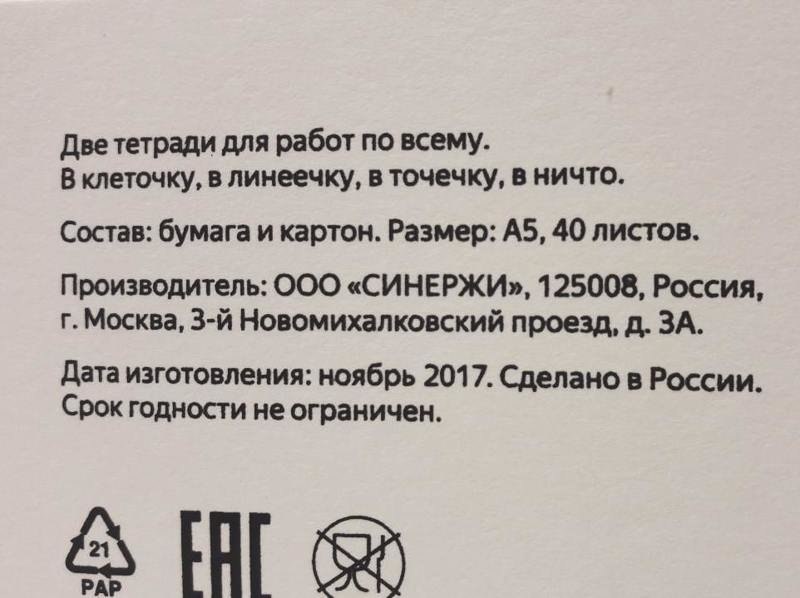 Две тетради для работ по всему.
В клеточку, в линеечку, в точечку, в ничто.
Состав: бумага и картон. Размер: А5, 40 листов.
Производитель: ООО «СИНЕРЖИ», 125008, Россия,
г. Москва, 3-й Новомихалковский проезд, д. 3А.
Дата изготовления: ноябрь 2017. Сделано в России.
Срок годности не ограничен.
21
PAP
EAC